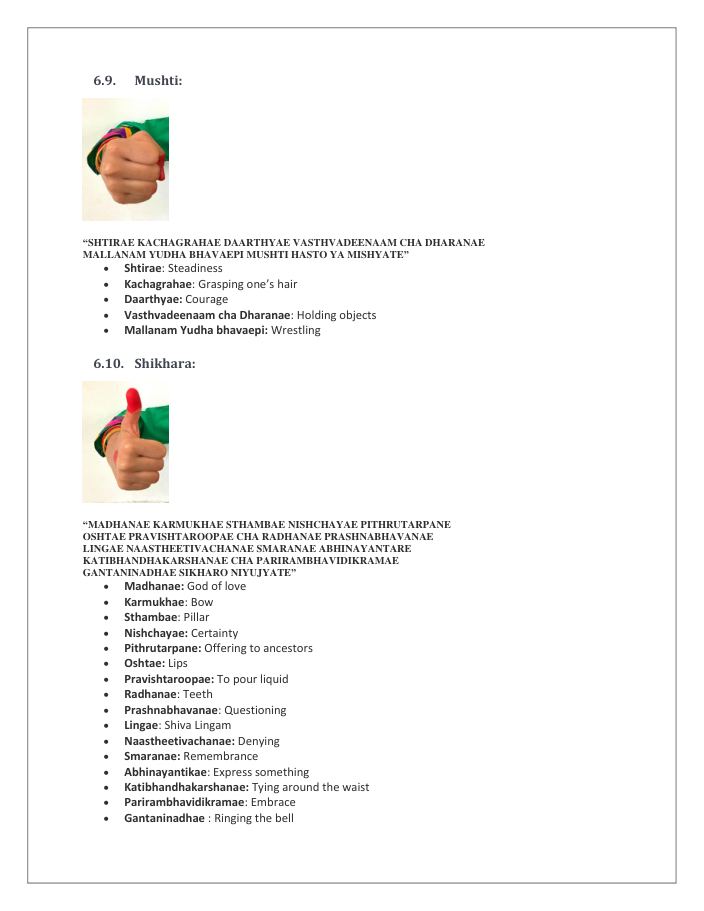 6.9. Mushti:
“SHTIRAE KACHAGRAHAE DAARTHYAE VASTHVADEENAAM CHA DHARANAE
MALLANAM YUDHA BHAVAEPI MUSHTI HASTO YA MISHYATE”
• Shtirae: Steadiness
• Kachagrahae: Grasping one’s hair
• Daarthyae: Courage
• Vasthvadeenaam cha Dharanae: Holding objects
• Mallanam Yudha bhavaepi: Wrestling
6.10. Shikhara:
“MADHANAE KARMUKHAE STHAMBAE NISHCHAYAE PITHRUTARPANE
OSHTAE PRAVISHTAROOPAE CHA RADHANAE PRASHNABHAVANAE
LINGAE NAASTHEETIVACHANAE SMARANAE ABHINAYANTARE
KATIBHANDHAKARSHANAE CHA PARIRAMBHAVIDIKRAMAE
GANTANINADHAE SIKHARO NIYUJYATE”
• Madhanae: God of love
• Karmukhae: Bow
• Sthambae: Pillar
• Nishchayae: Certainty
• Pithrutarpane: Offering to ancestors
• Oshtae: Lips
• Pravishtaroopae: To pour liquid
• Radhanae: Teeth
• Prashnabhavanae: Questioning
• Lingae: Shiva Lingam
• Naastheetivachanae: Denying
• Smaranae: Remembrance
• Abhinayantikae: Express something
• Katibhandhakarshanae: Tying around the waist
• Parirambhavidikramae: Embrace
• Gantaninadhae : Ringing the bell